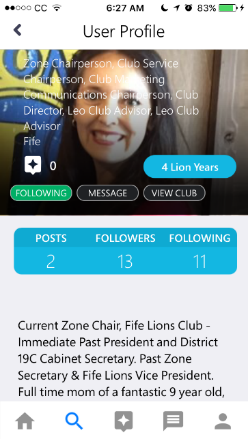 CC 6:27 AM 83%
User Profile
Zone Chairperson, Club Service
Chairperson, Club Marketing
Communications Chairperson, Club
Director, Leo Club Advisor, Leo Club
Advisor
Fife
0 4 Lion Years
FOLLOWING MESSAGE VIEW CLUB
POSTS FOLLOWERS FOLLOWING
2 13 11
Current Zone Chair, Fife Lions Club -
Immediate Past President and District
19C Cabinet Secretary. Past Zone
Secretary & Fife Lions Vice President.
Full time mom of a fantastic 9 year old,